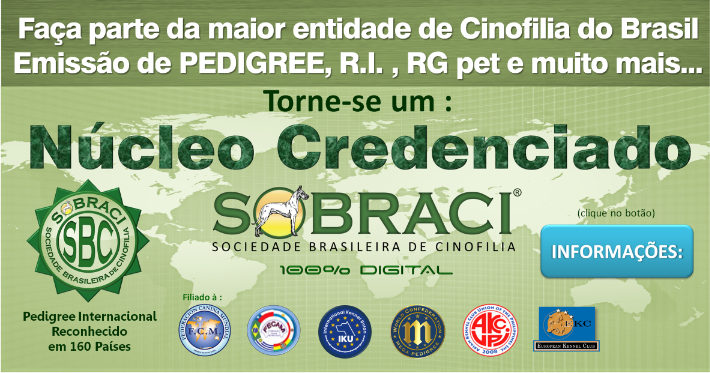 Faça parte da maior entidade de Cinofilia do Brasil
Emissão de PEDIGREE, R.I. , RG pet e muito mais...
Torne-se um :
Núcleo Credenciado
SOBRACI
SBC
SOCIEDADE BRASILEIRA DE CINOFILIA
SOBRACI®
SOCIEDADE BRASILEIRA DE CINOFILIA
100% DIGITAL
(clique no botão)
INFORMAÇÕES:
Pedigree Internacional
Reconhecido
em 160 Países
Filiado à :
F.C.M.
FECAM
IKU
M
2008
EKC
EUROPEAN KENNEL CLUB